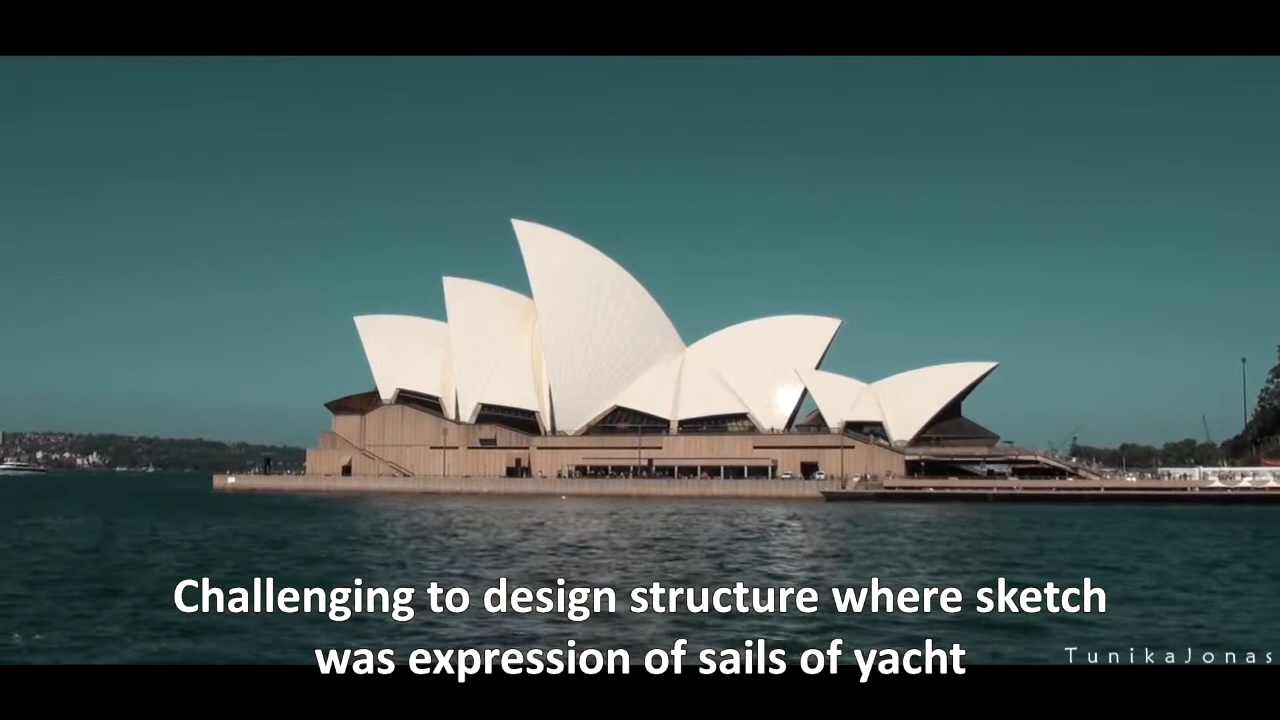 Challenging to design structure where sketch
was expression of sails of yacht
TunikaJonas